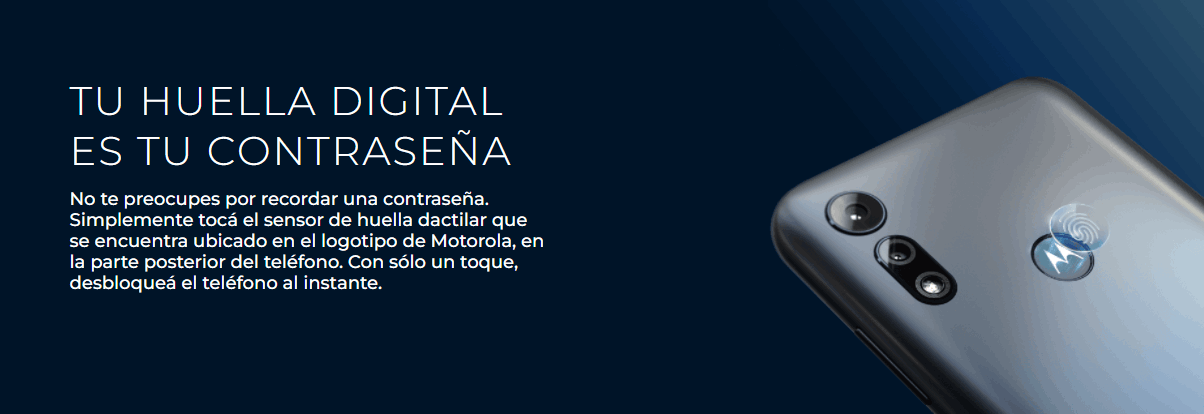 TU HUELLA DIGITAL
ES TU CONTRASEÑA
No te preocupes por recordar una contraseña.
Simplemente tocá el sensor de huella dactilar que
se encuentra ubicado en el logotipo de Motorola, en
la parte posterior del teléfono. Con sólo un toque,
desbloqueá el teléfono al instante.